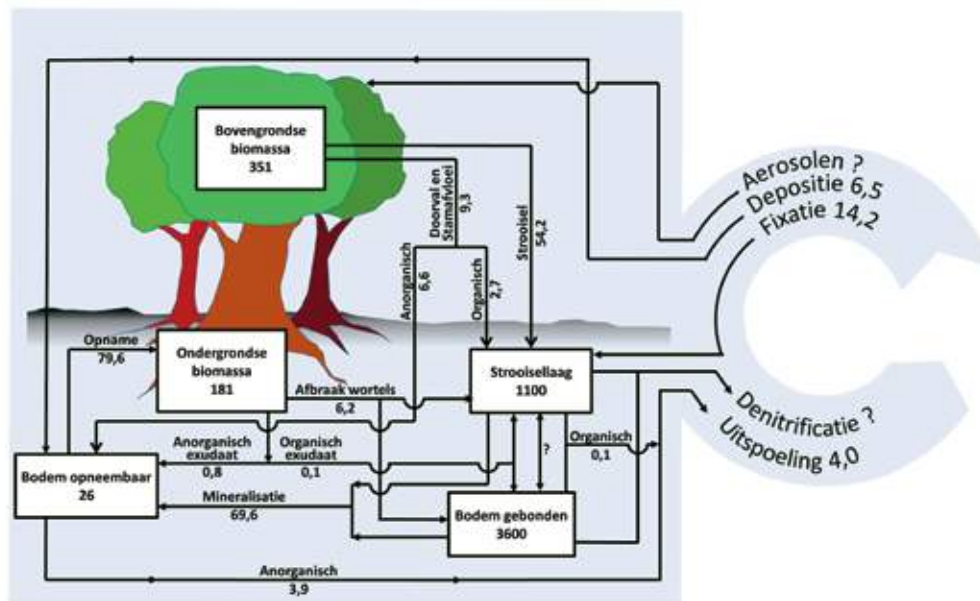 Bovengrondse
biomassa
351
Aerosolen ?
Depositie 6,5
Fixatie 14,2
Doorval en
Stamafvloei
9,3
Strooisel
54,2
Anorganisch
6,6
Organisch
2,7
Opname
79,6
Ondergrondse
biomassa
181
Strooisellaag
1100
Afbraak wortels
6,2
Denitrificatie ?
Uitspoeling 4,0
Anorganisch
exudaat
0,8
Organisch
exudaat
0,1
?
Organisch
0,1
Bodem opneembaar
26
Mineralisatie
69,6
Bodem gebonden
3600
Anorganisch
3,9